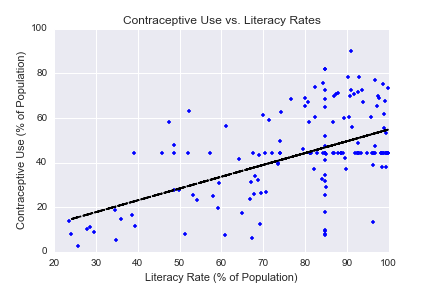 Contraceptive Use vs. Literacy Rates
Contraceptive Use (% of Population)
100
80
60
40
20
0
20 30 40 50 60 70 80 90 100
Literacy Rate (% of Population)